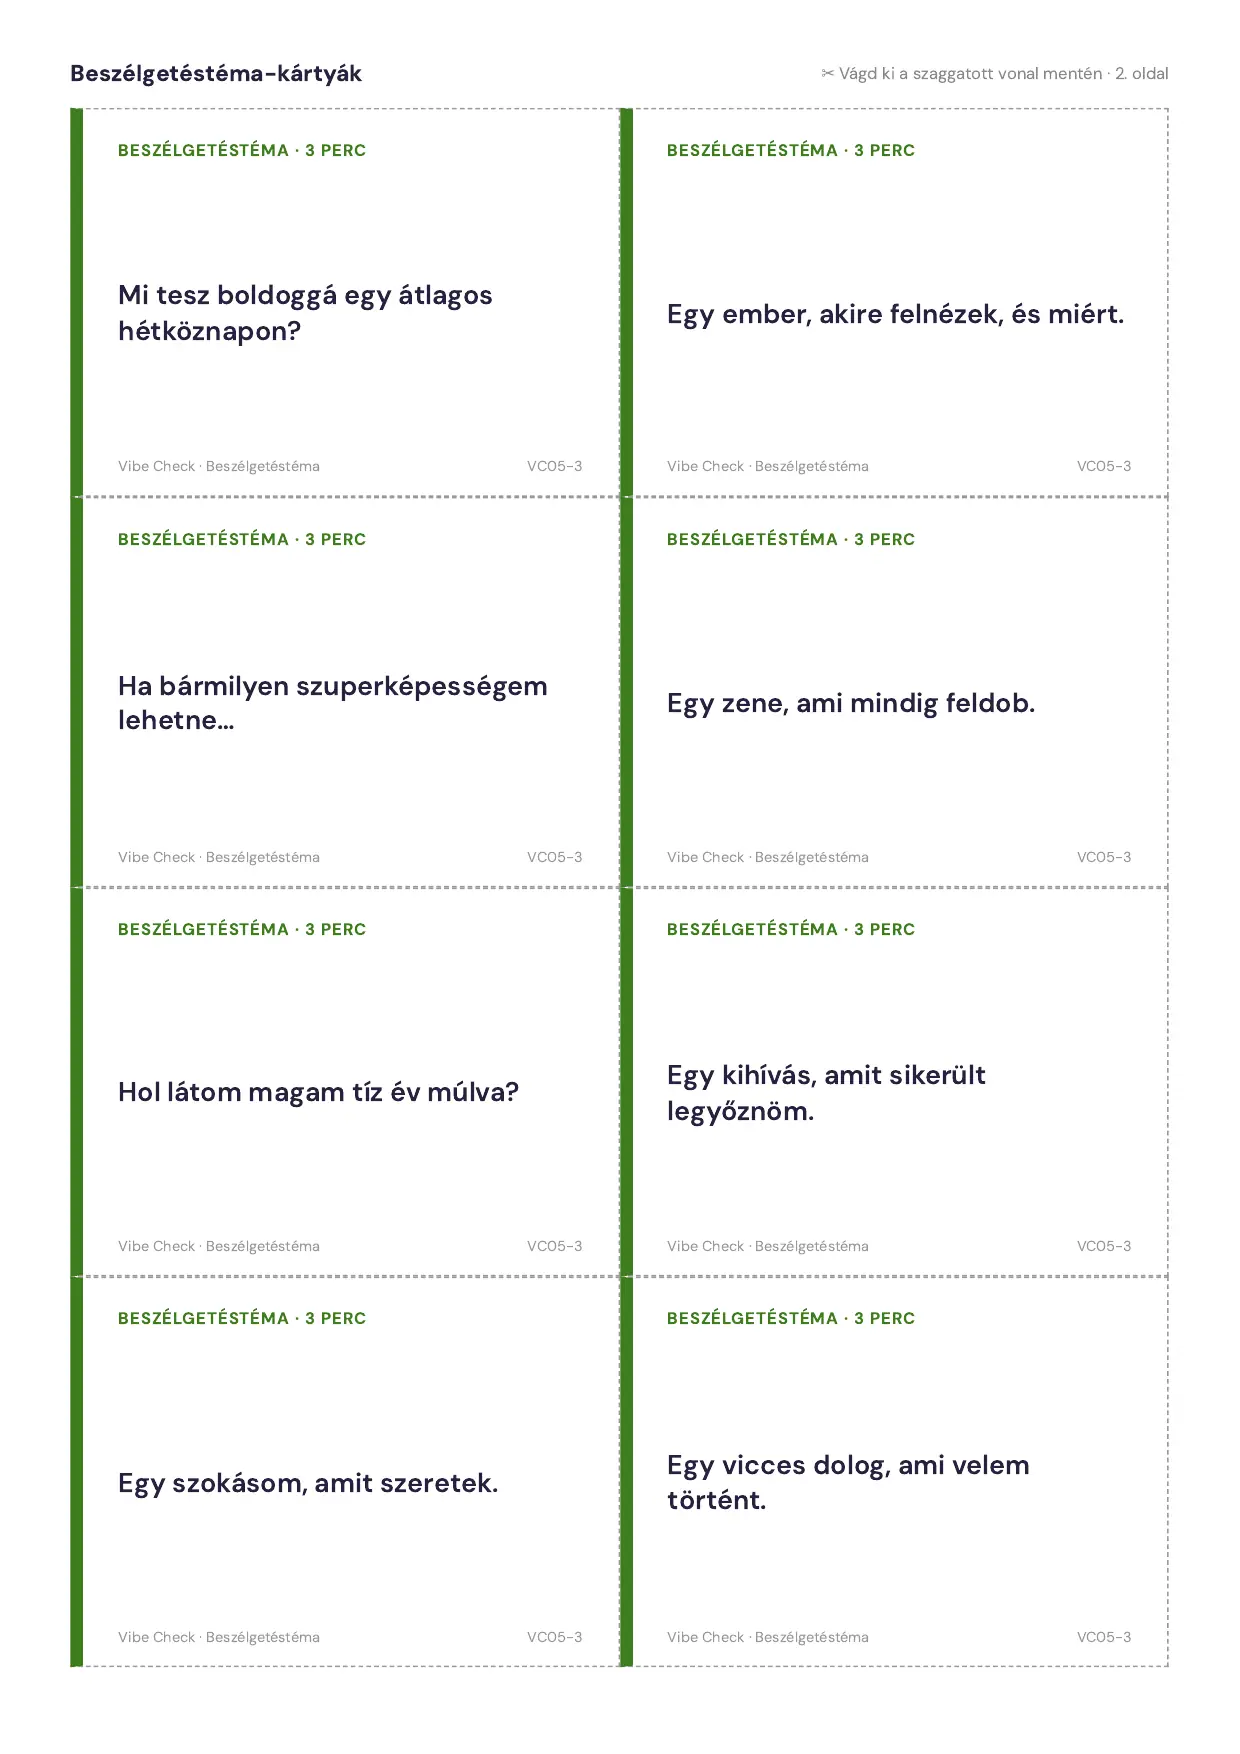 Beszélgetéstéma-kártyák
✂ Vágd ki a szaggatott vonal mentén · 2. oldal
BESZÉLGETÉSTÉMA · 3 PERC
Mi tesz boldoggá egy átlagos
hétköznapon?
Vibe Check · Beszélgetéstéma
VC05-3
BESZÉLGETÉSTÉMA · 3 PERC
Egy ember, akire felnézek, és miért.
Vibe Check · Beszélgetéstéma
VC05-3
BESZÉLGETÉSTÉMA · 3 PERC
Ha bármilyen szuperképességem
lehetne…
Vibe Check · Beszélgetéstéma
VC05-3
BESZÉLGETÉSTÉMA · 3 PERC
Egy zene, ami mindig feldob.
Vibe Check · Beszélgetéstéma
VC05-3
BESZÉLGETÉSTÉMA · 3 PERC
Hol látom magam tíz év múlva?
Vibe Check · Beszélgetéstéma
VC05-3
BESZÉLGETÉSTÉMA · 3 PERC
Egy kihívás, amit sikerült
legyőznöm.
Vibe Check · Beszélgetéstéma
VC05-3
BESZÉLGETÉSTÉMA · 3 PERC
Egy szokásom, amit szeretek.
Vibe Check · Beszélgetéstéma
VC05-3
BESZÉLGETÉSTÉMA · 3 PERC
Egy vicces dolog, ami velem
történt.
Vibe Check · Beszélgetéstéma
VC05-3